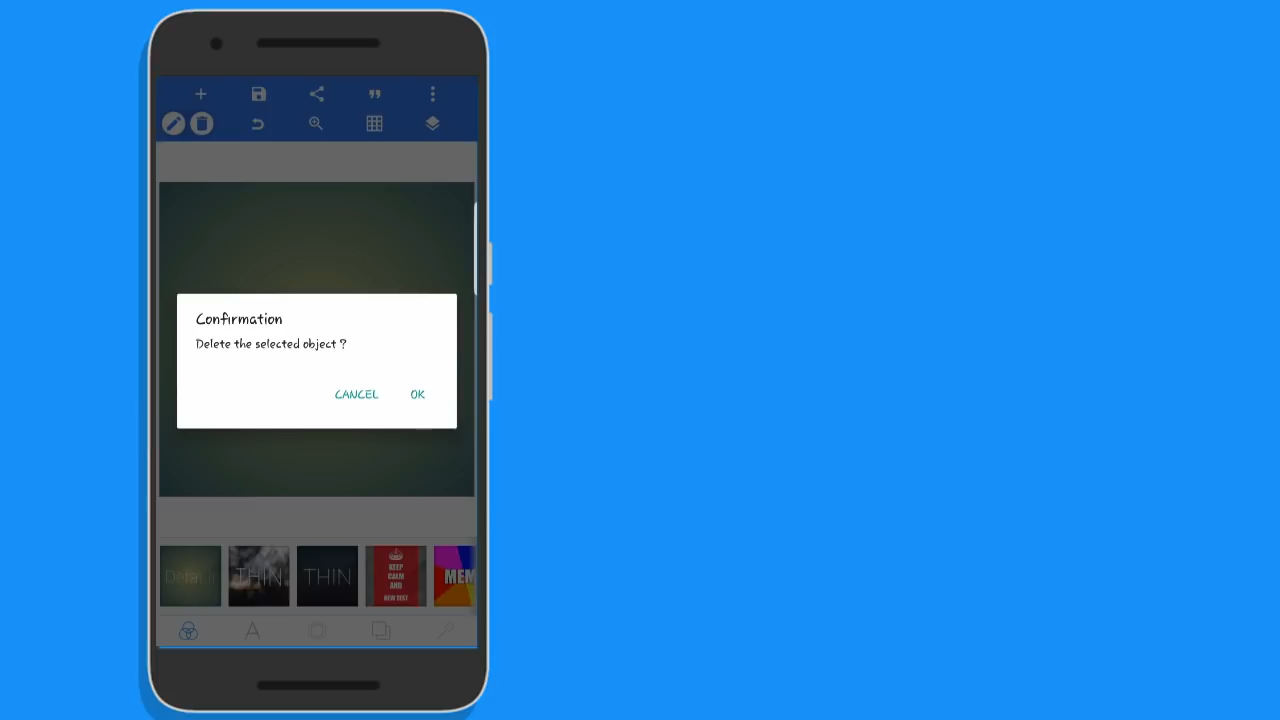 Confirmation
Delete the selected object ?
CANCEL OK
THIN
THIN
KEEP
CALM
AND
NEW TEXT
MEM